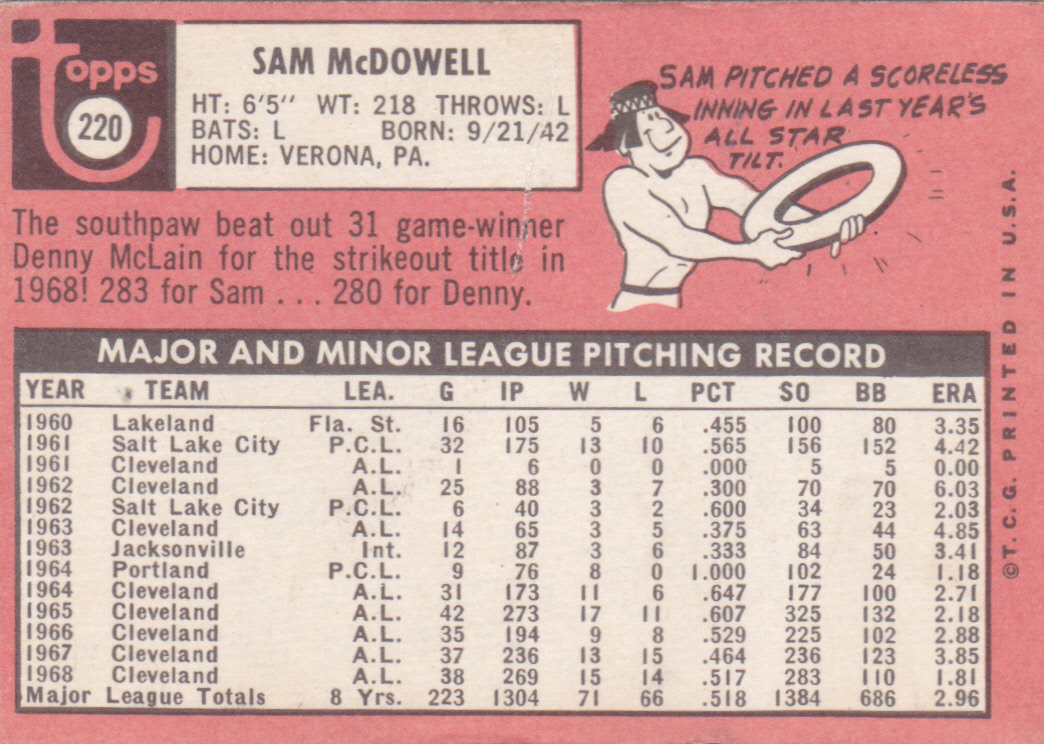 topps
220
SAM McDOWELL
HT: 6'5" WT: 218 THROWS: L
BATS: L BORN: 9/21/42
HOME: VERONA, PA.
SAM PITCHED A SCORELESS
INNING IN LAST YEAR'S
ALL STAR
TILT.
The southpaw beat out 31 game-winner
Denny McLain for the strikeout title in
1968! 283 for Sam . . . 280 for Denny.
MAJOR AND MINOR LEAGUE PITCHING RECORD
YEAR TEAM LEA. G IP W L PCT SO BB ERA
1960 Lakeland Fla. St. 16 105 5 6 .455 100 80 3.35
1961 Salt Lake City P.C.L. 32 175 13 10 .565 156 152 4.42
1961 Cleveland A.L. 1 6 0 0 .000 5 5 0.00
1962 Cleveland A.L. 25 88 3 7 .300 70 70 6.03
1962 Salt Lake City P.C.L. 6 40 3 2 .600 34 23 2.03
1963 Cleveland A.L. 14 65 3 5 .375 63 44 4.85
1963 Jacksonville Int. 12 87 3 6 .333 84 50 3.41
1964 Portland P.C.L. 9 76 8 0 1.000 102 24 1.18
1964 Cleveland A.L. 31 173 11 6 .647 177 100 2.71
1965 Cleveland A.L. 42 273 17 11 .607 325 132 2.18
1966 Cleveland A.L. 35 194 9 8 .529 225 102 2.88
1967 Cleveland A.L. 37 236 13 15 .464 236 123 3.85
1968 Cleveland A.L. 38 269 15 14 .517 283 110 1.81
Major League Totals 8 Yrs. 223 1304 71 66 .518 1384 686 2.96
©T.C.G. PRINTED IN U.S.A.